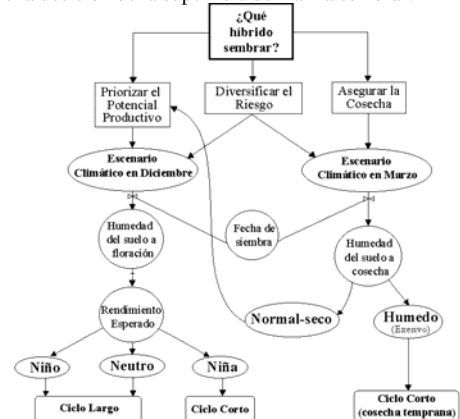 ¿Qué
híbrido
sembrar?
Priorizar el
Potencial
Productivo
Diversificar el
Riesgo
Asegurar la
Cosecha
Escenario
Climático en Diciembre
Escenario
Climático en Marzo
Humedad
del suelo a
floración
Fecha de
siembra
Humedad
del suelo a
cosecha
Rendimiento
Esperado
Normal-seco
Humedo
Niño
Neutro
Niña
Ciclo Largo
Ciclo Corto
Ciclo Corto
(cosecha temprana)